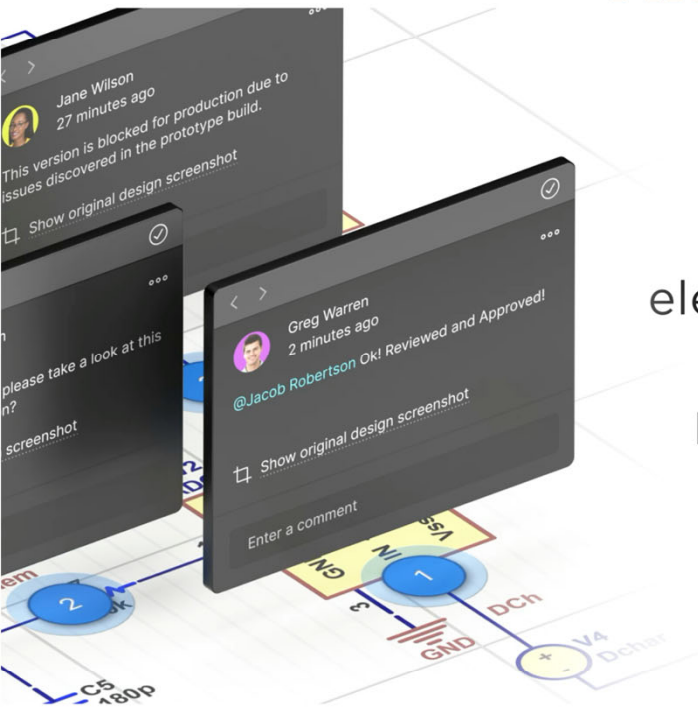 Jane Wilson
27 minutes ago
This version is blocked for production due to
issues discovered in the prototype build.
Show original design screenshot
please take a look at this
screenshot
Greg Warren
2 minutes ago
@Jacob Robertson Ok! Reviewed and Approved!
Show original design screenshot
Enter a comment
GND
IN
Vss
1
2
3
GND
DCh
V4
Dchar
C5
180p